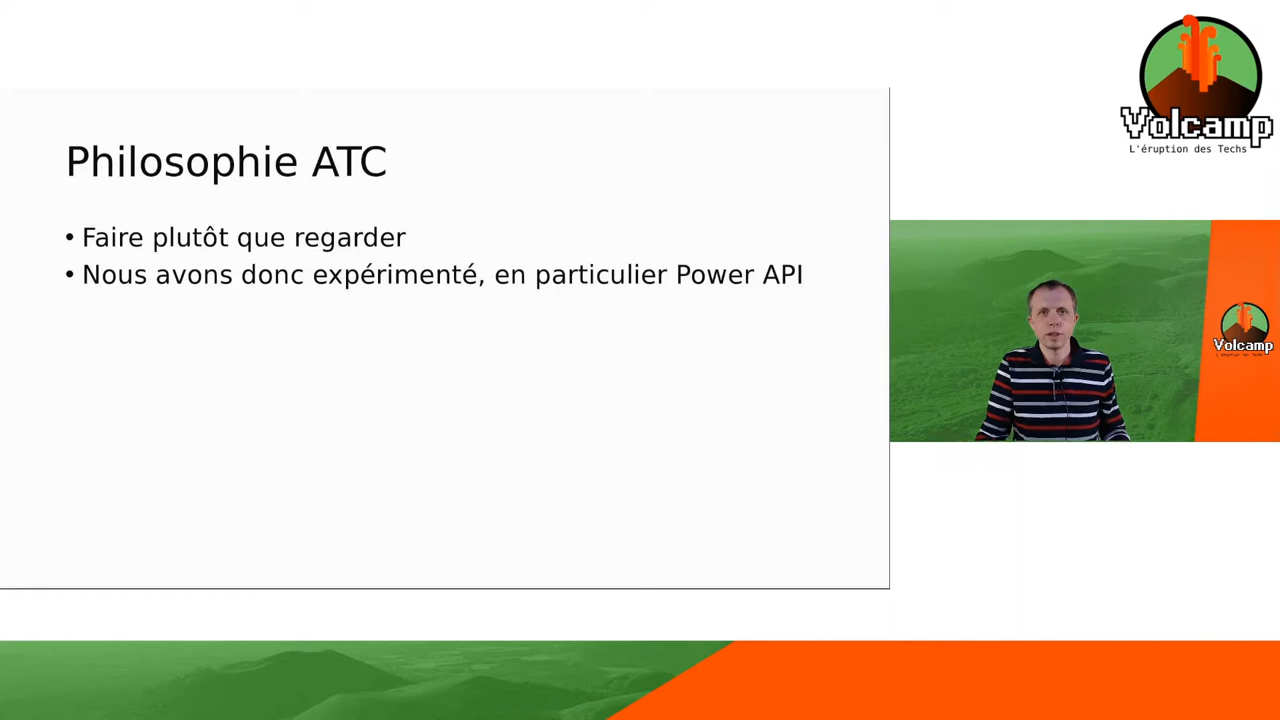 Volcamp
L'éruption des Techs
Philosophie ATC
• Faire plutôt que regarder
• Nous avons donc expérimenté, en particulier Power API
Volcamp